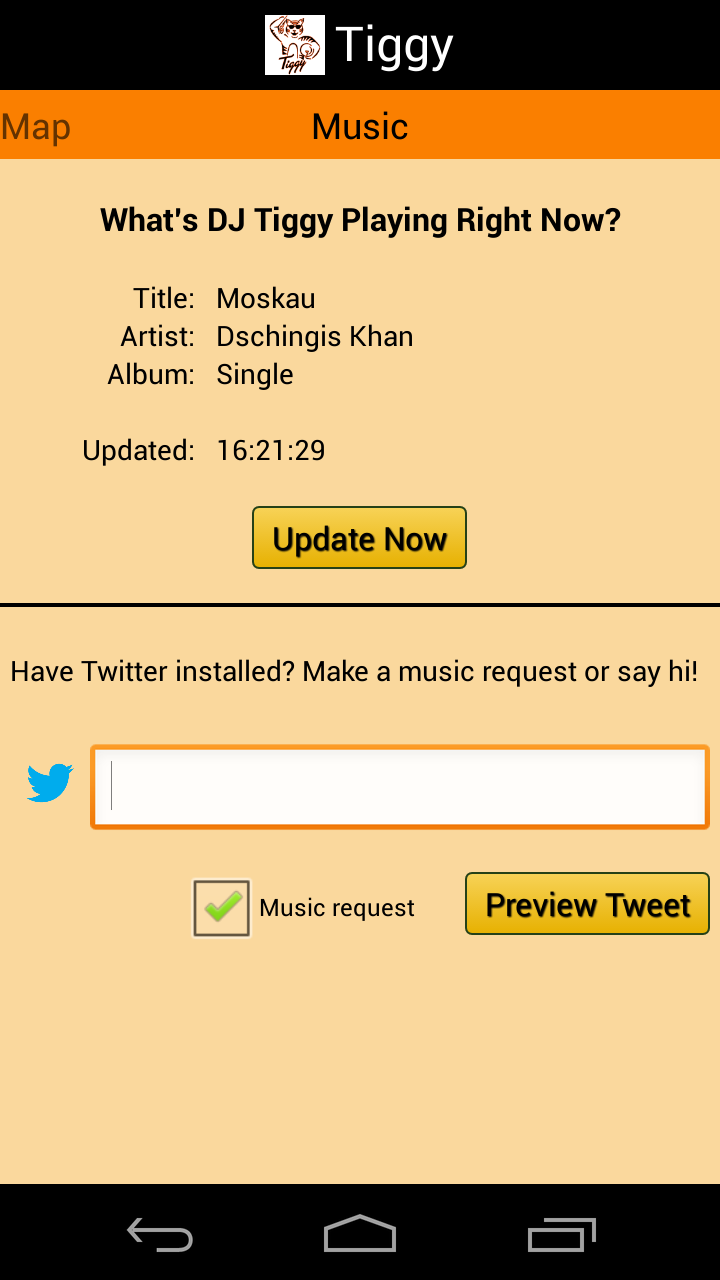 Tiggy
Tiggy
Map Music
What's DJ Tiggy Playing Right Now?
Title: Moskau
Artist: Dschingis Khan
Album: Single
Updated: 16:21:29
Update Now
Have Twitter installed? Make a music request or say hi!
Music request
Preview Tweet